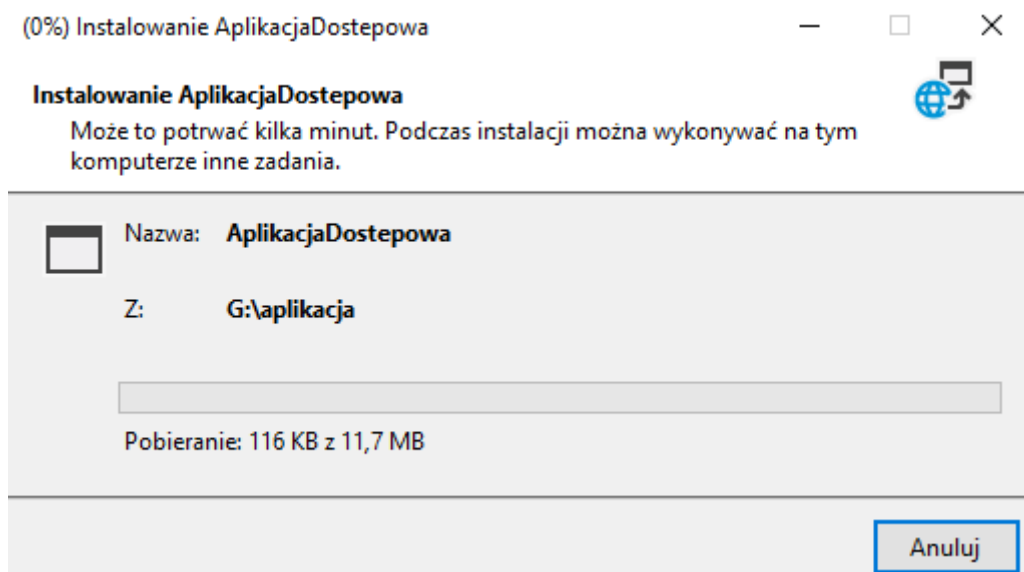 (0%) Instalowanie AplikacjaDostepowa
Instalowanie AplikacjaDostepowa
Może to potrwać kilka minut. Podczas instalacji można wykonywać na tym
komputerze inne zadania.
Nazwa: AplikacjaDostepowa
Z: G:\aplikacja
Pobieranie: 116 KB z 11,7 MB
Anuluj